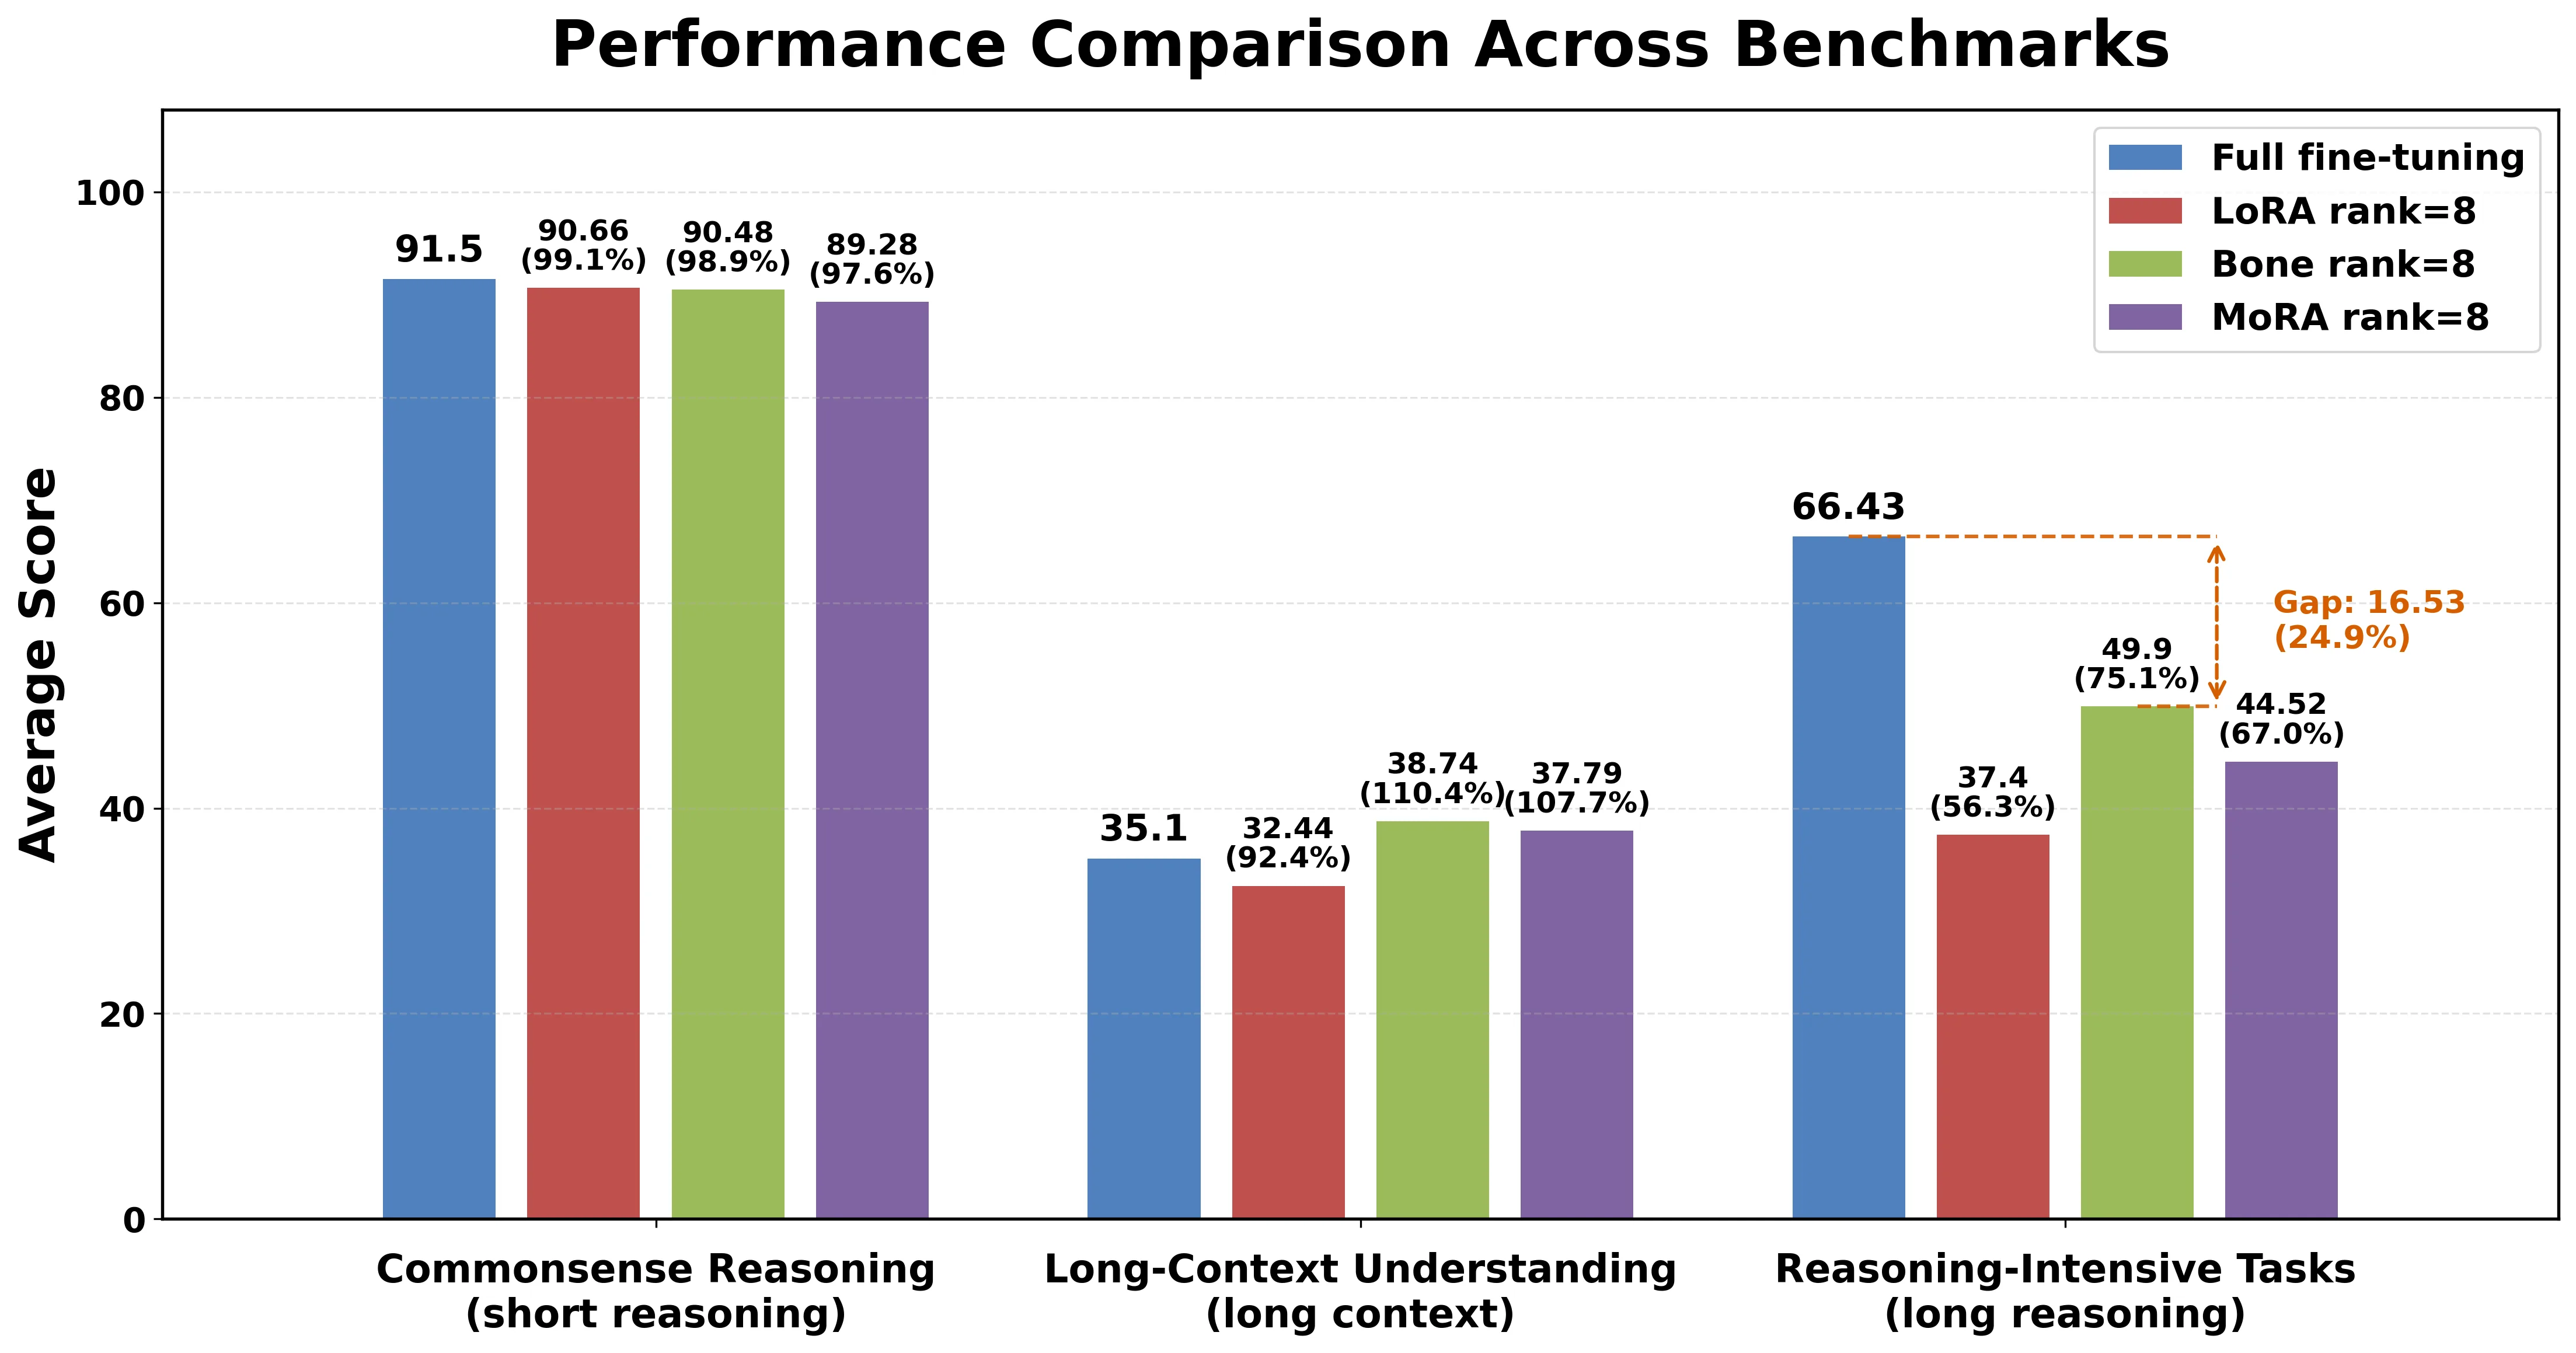 Performance Comparison Across Benchmarks
Average Score
100
80
60
40
20
0
Full fine-tuning
LoRA rank=8
Bone rank=8
MoRA rank=8
91.5
90.66
(99.1%)
90.48
(98.9%)
89.28
(97.6%)
35.1
32.44
(92.4%)
38.74
(110.4%)
37.79
(107.7%)
66.43
37.4
(56.3%)
49.9
(75.1%)
44.52
(67.0%)
Gap: 16.53
(24.9%)
Commonsense Reasoning
(short reasoning)
Long-Context Understanding
(long context)
Reasoning-Intensive Tasks
(long reasoning)